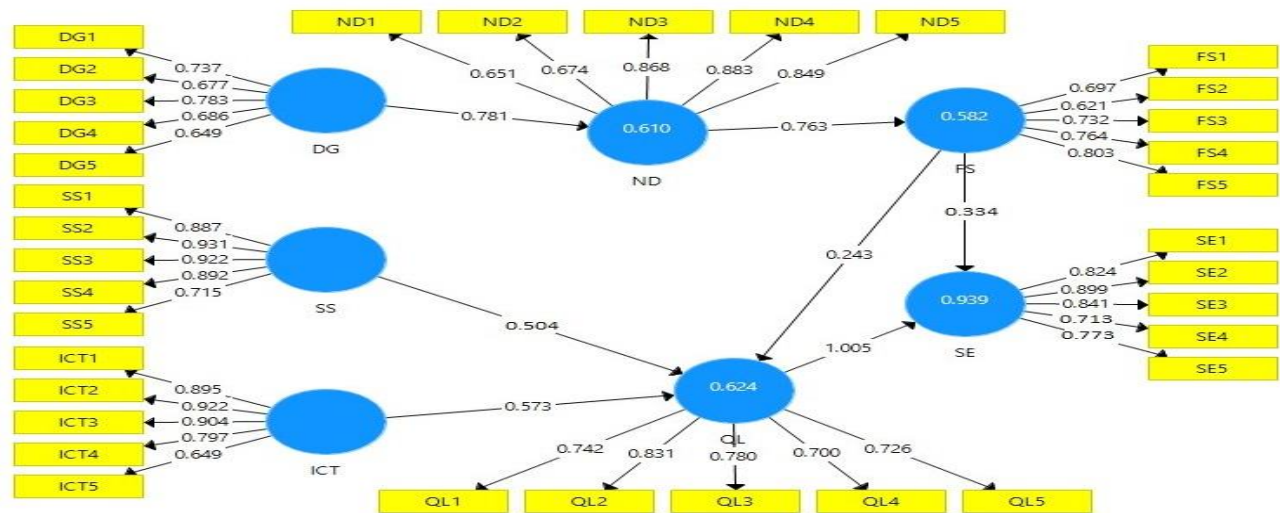 ND1
ND2
ND3
ND4
ND5
DG1
DG2
DG3
DG4
DG5
0.737
0.677
0.783
0.686
0.649
DG
0.781
0.651
0.674
0.868
0.883
0.849
0.610
ND
0.763
0.582
FS
0.697
0.621
0.732
0.764
0.803
FS1
FS2
FS3
FS4
FS5
SS1
SS2
SS3
SS4
SS5
0.887
0.931
0.922
0.892
0.715
SS
0.504
0.243
0.334
0.939
SE
0.824
0.899
0.841
0.713
0.773
SE1
SE2
SE3
SE4
SE5
ICT1
ICT2
ICT3
ICT4
ICT5
0.895
0.922
0.904
0.797
0.649
ICT
0.573
0.624
QL
1.005
0.742
0.831
0.780
0.700
0.726
QL1
QL2
QL3
QL4
QL5